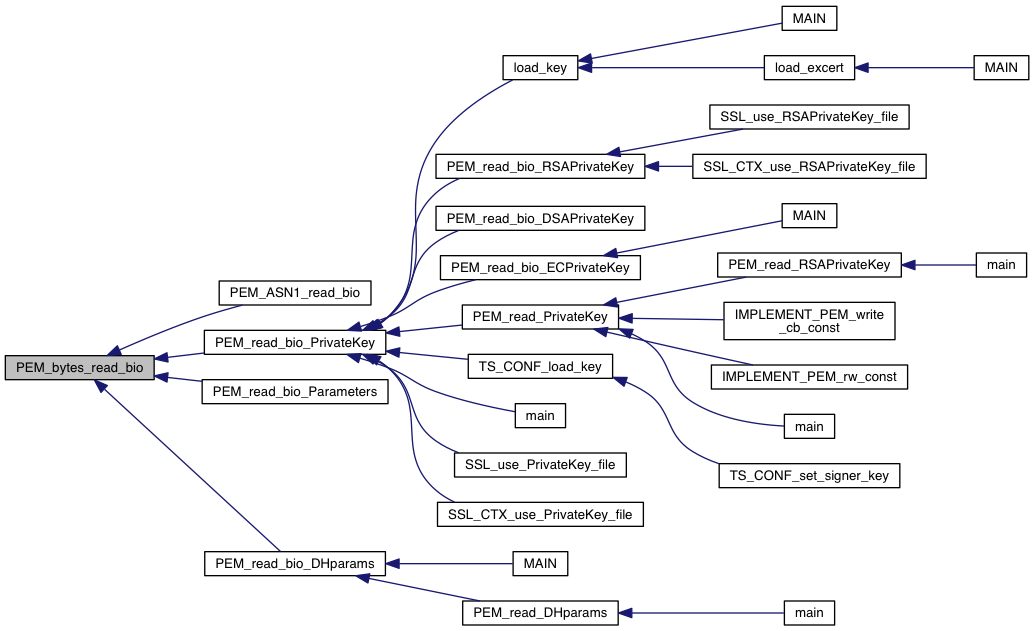 MAIN
load_key
load_excert
MAIN
SSL_use_RSAPrivateKey_file
PEM_read_bio_RSAPrivateKey
SSL_CTX_use_RSAPrivateKey_file
PEM_read_bio_DSAPrivateKey
MAIN
PEM_read_bio_ECPrivateKey
PEM_read_RSAPrivateKey
main
PEM_ASN1_read_bio
PEM_read_PrivateKey
IMPLEMENT_PEM_write
_cb_const
PEM_read_bio_PrivateKey
PEM_bytes_read_bio
TS_CONF_load_key
IMPLEMENT_PEM_rw_const
PEM_read_bio_Parameters
main
main
SSL_use_PrivateKey_file
TS_CONF_set_signer_key
SSL_CTX_use_PrivateKey_file
PEM_read_bio_DHparams
MAIN
PEM_read_DHparams
main